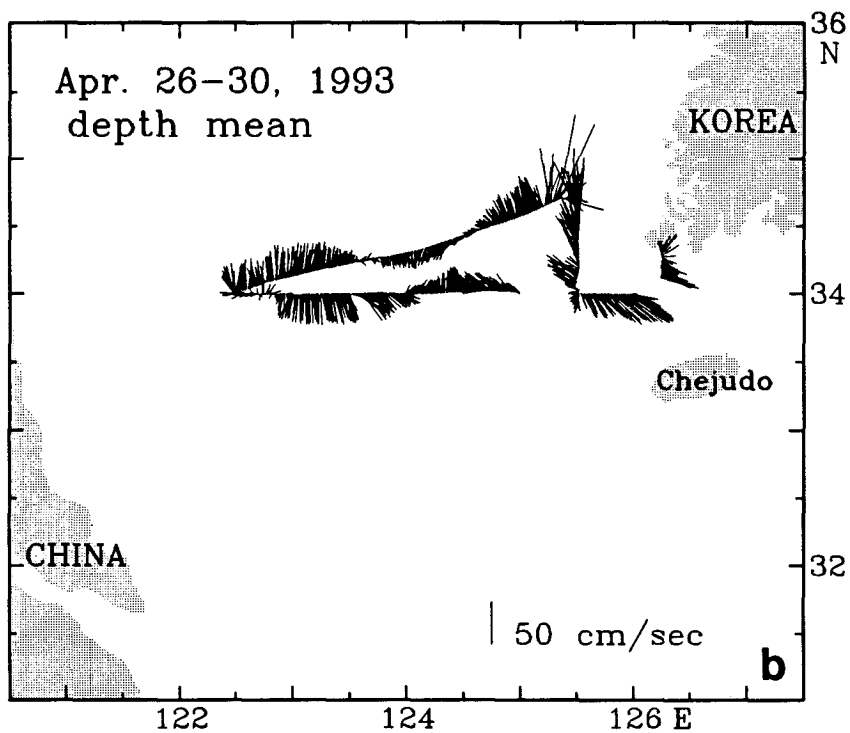 36
N
Apr. 26-30, 1993
depth mean
KOREA
34
Chejudo
CHINA
32
50 cm/sec
b
122
124
126 E